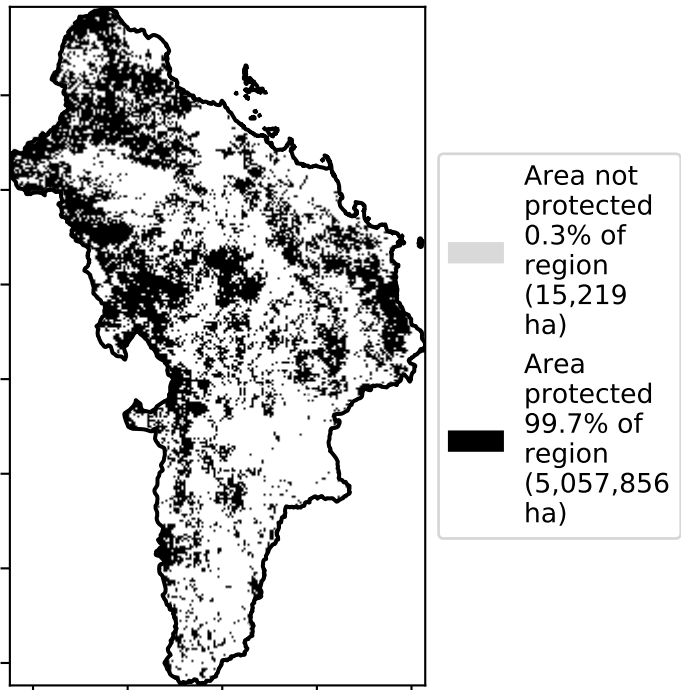 Area not
protected
0.3% of
region
(15,219
ha)
Area
protected
99.7% of
region
(5,057,856
ha)